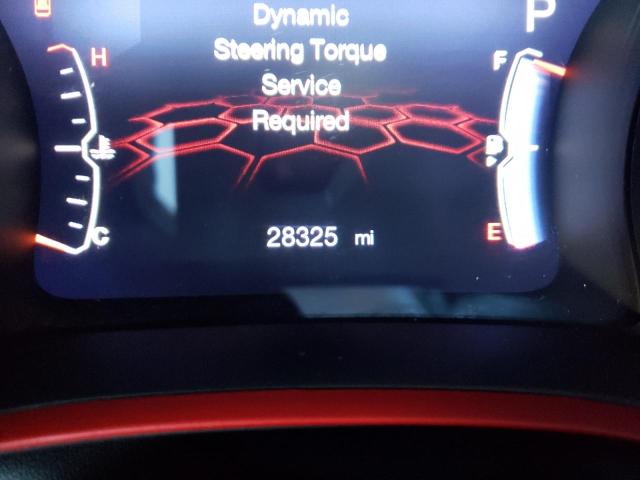 Dynamic
P
Steering Torque
H
F
Service
Required
C
E
28325 mi